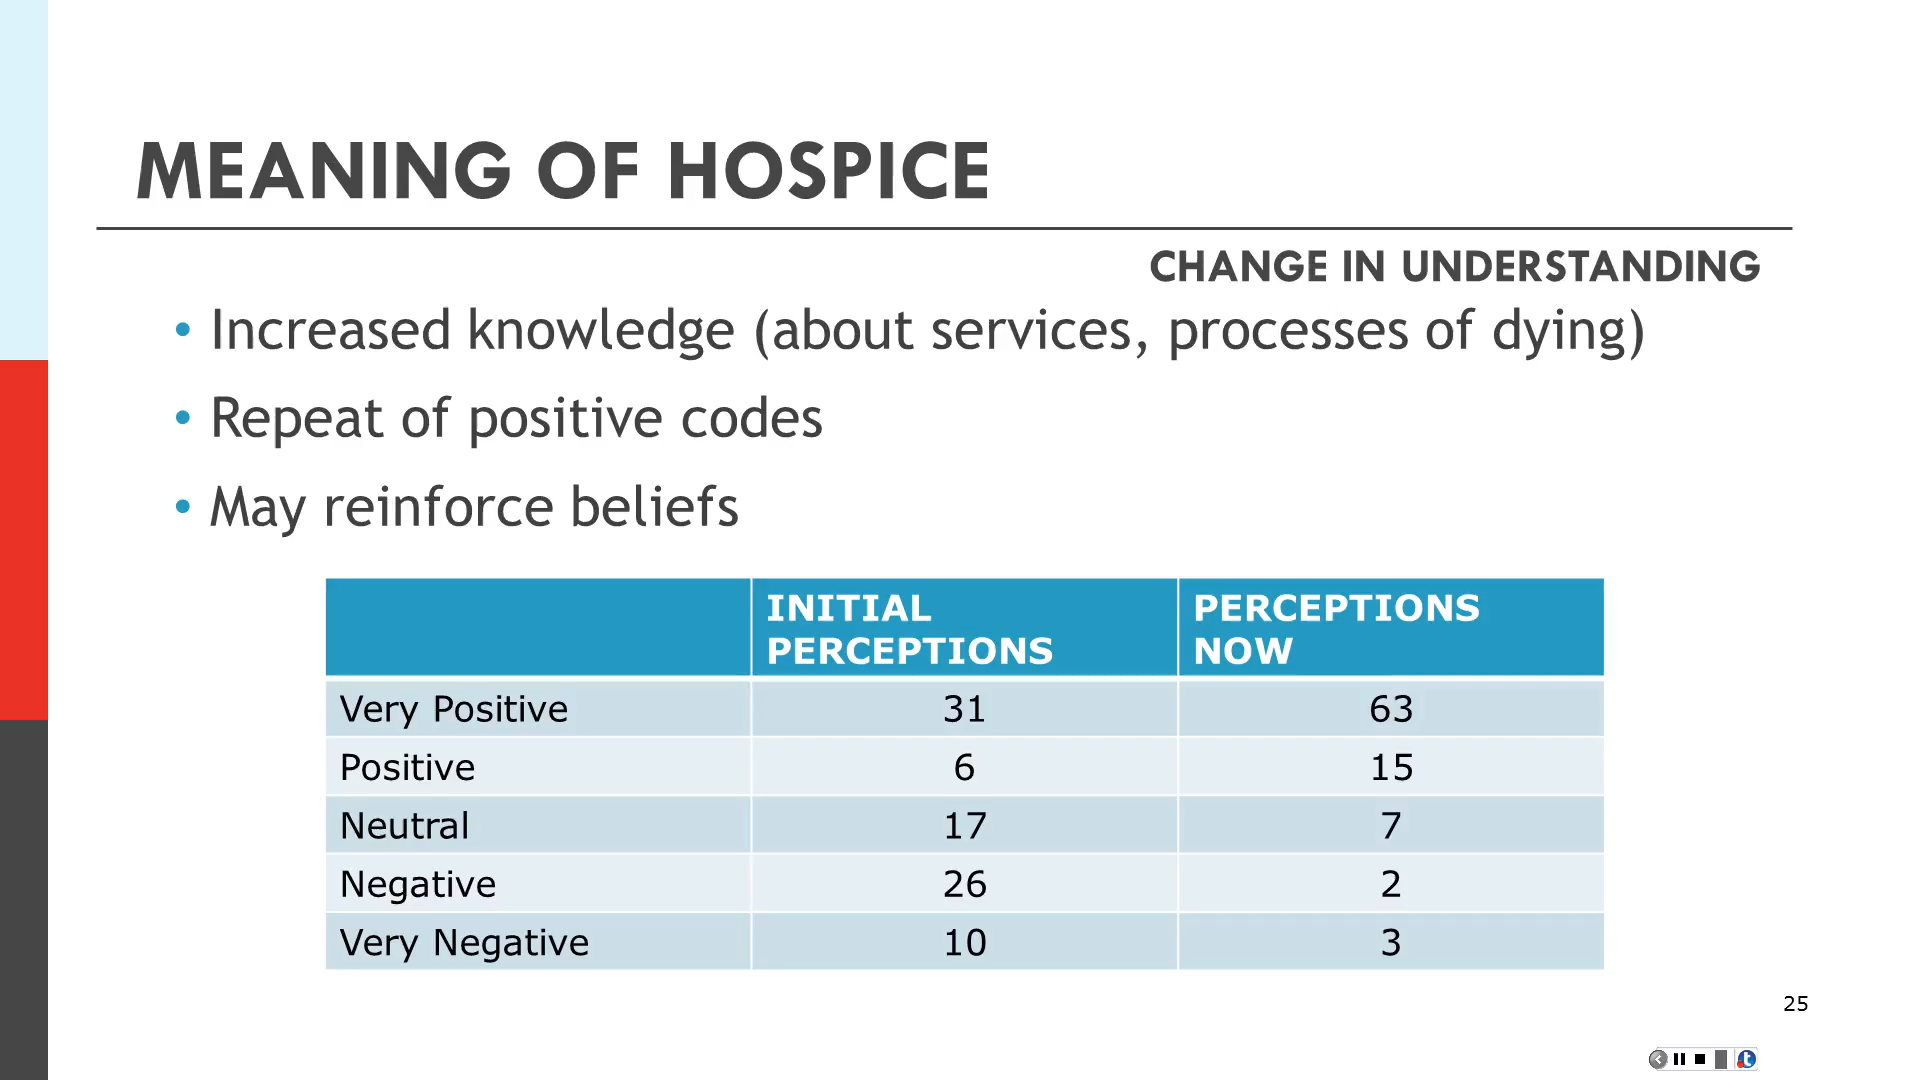 MEANING OF HOSPICE
CHANGE IN UNDERSTANDING
• Increased knowledge (about services, processes of dying)
• Repeat of positive codes
• May reinforce beliefs
INITIAL PERCEPTIONS PERCEPTIONS NOW
Very Positive 31 63
Positive 6 15
Neutral 17 7
Negative 26 2
Very Negative 10 3
25
t